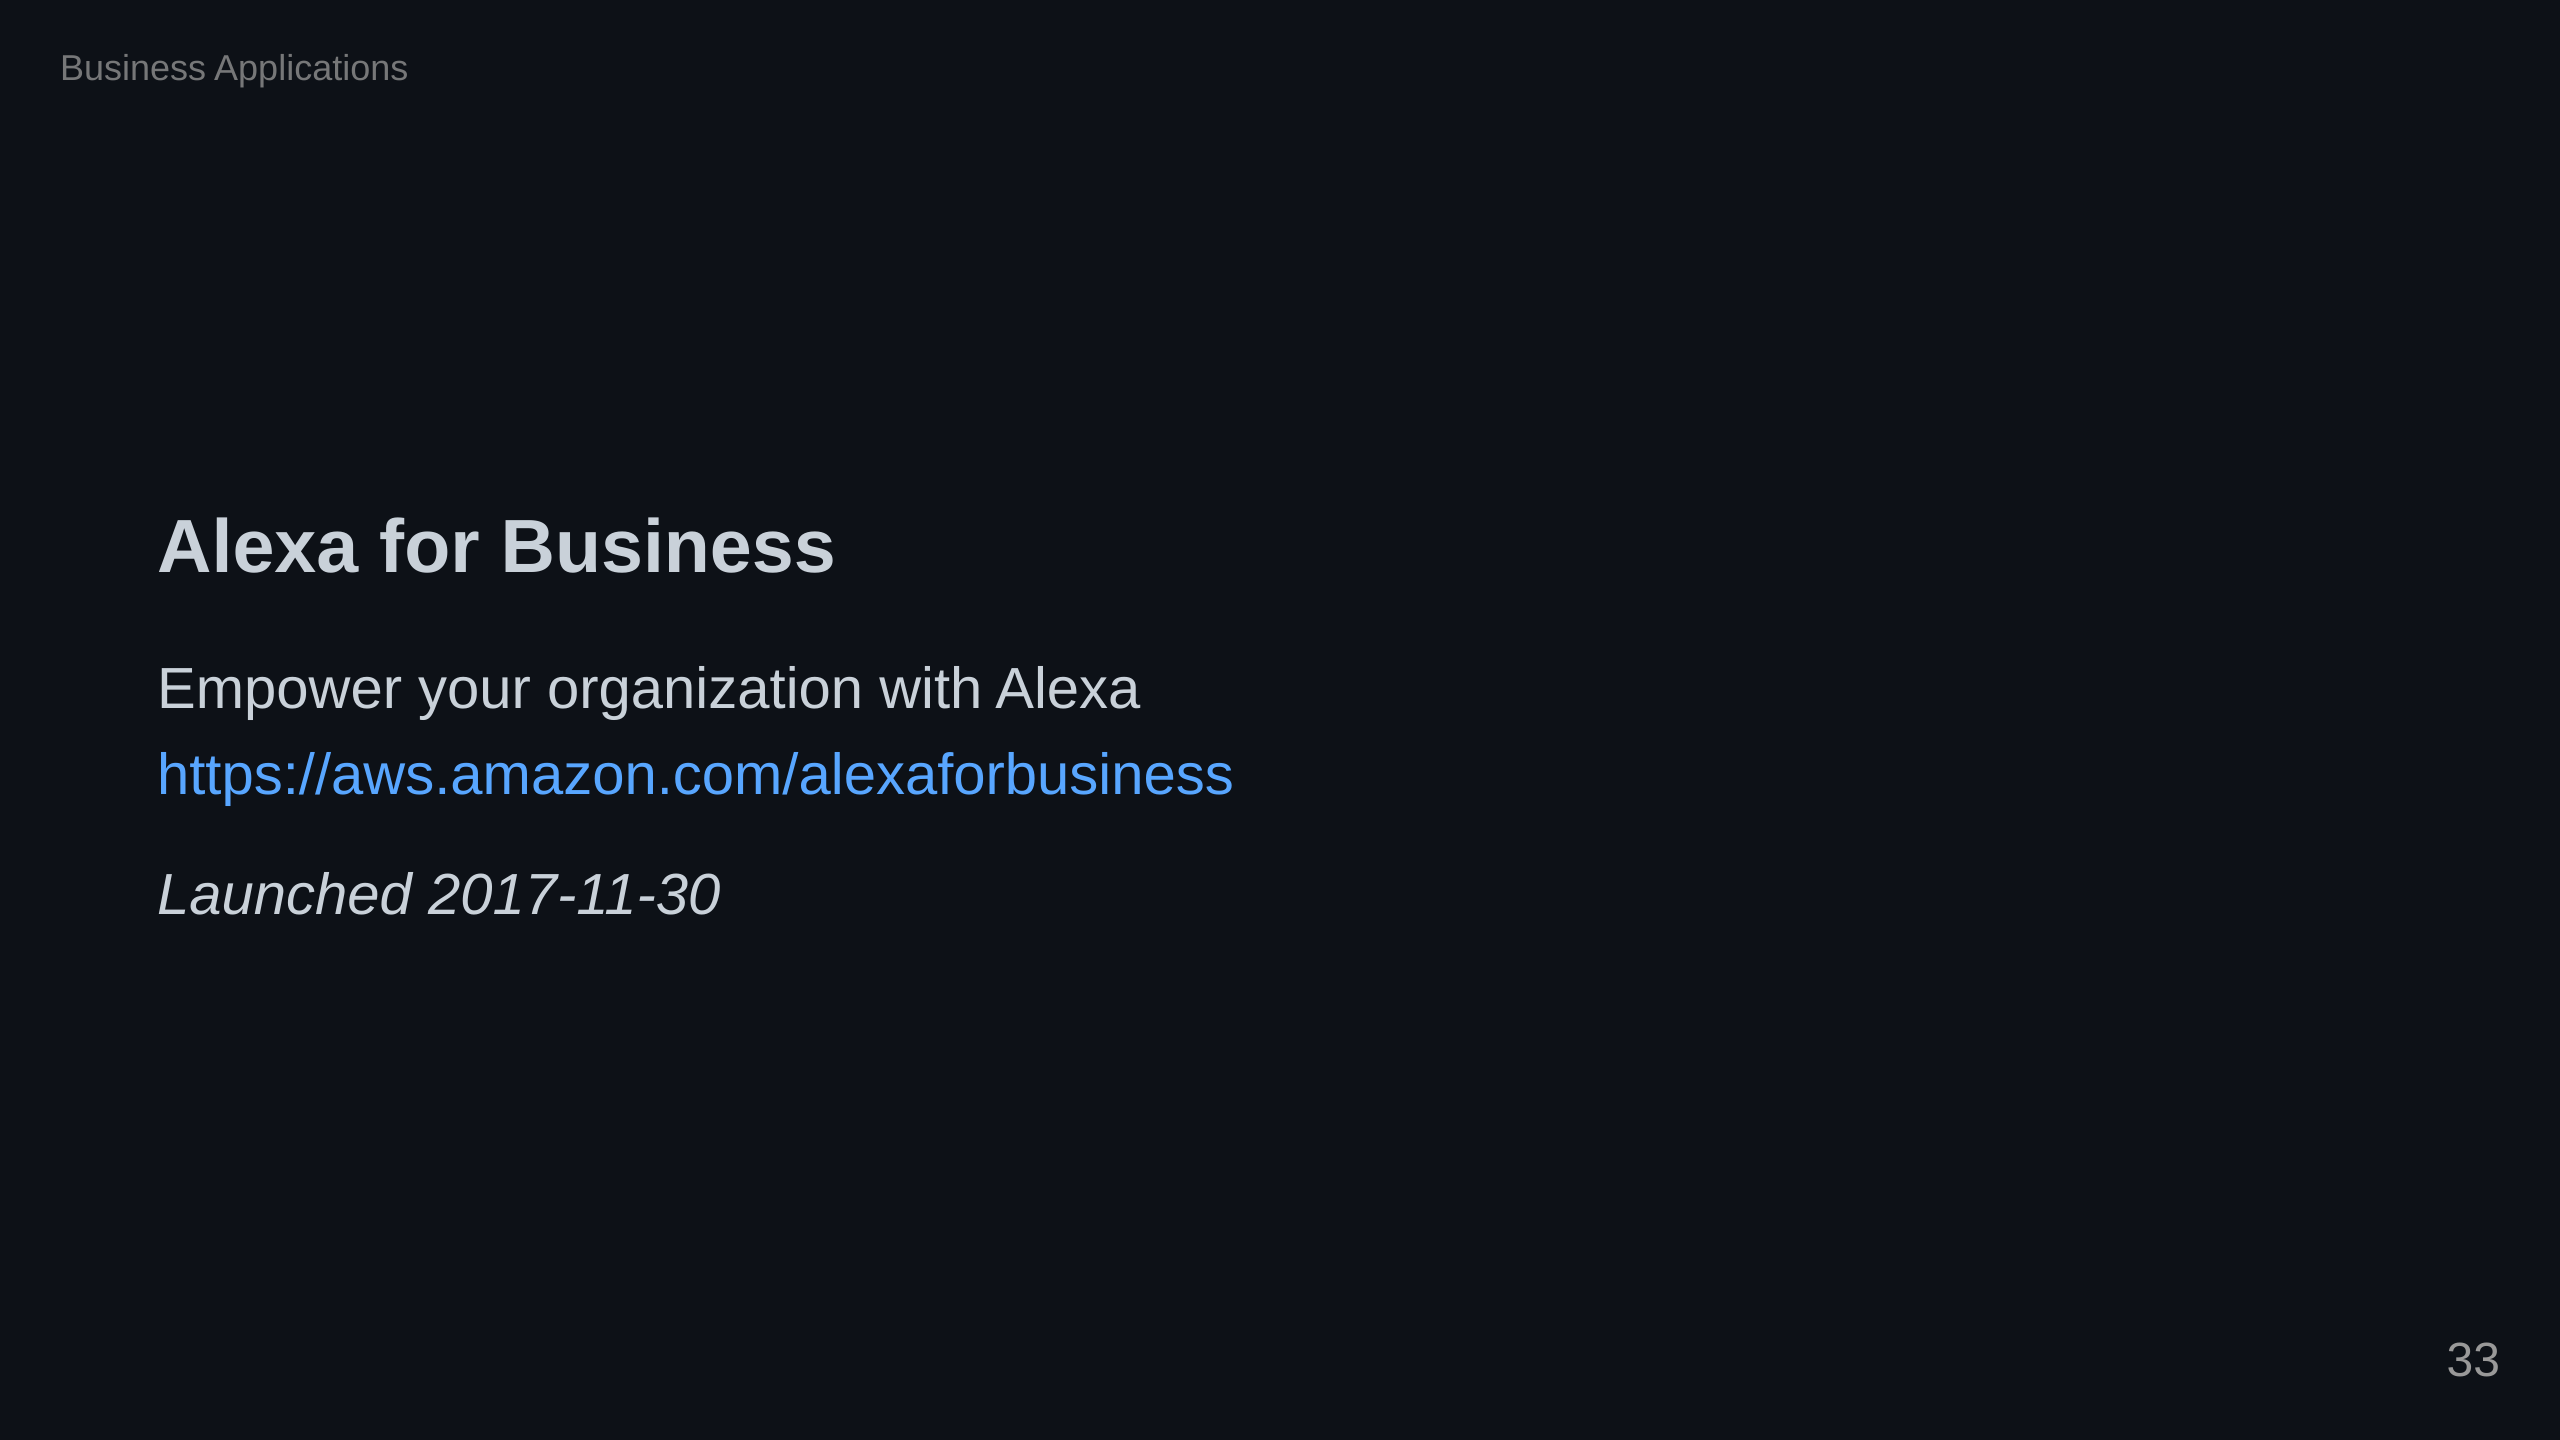 Business Applications
Alexa for Business
Empower your organization with Alexa
https://aws.amazon.com/alexaforbusiness
Launched 2017-11-30
33